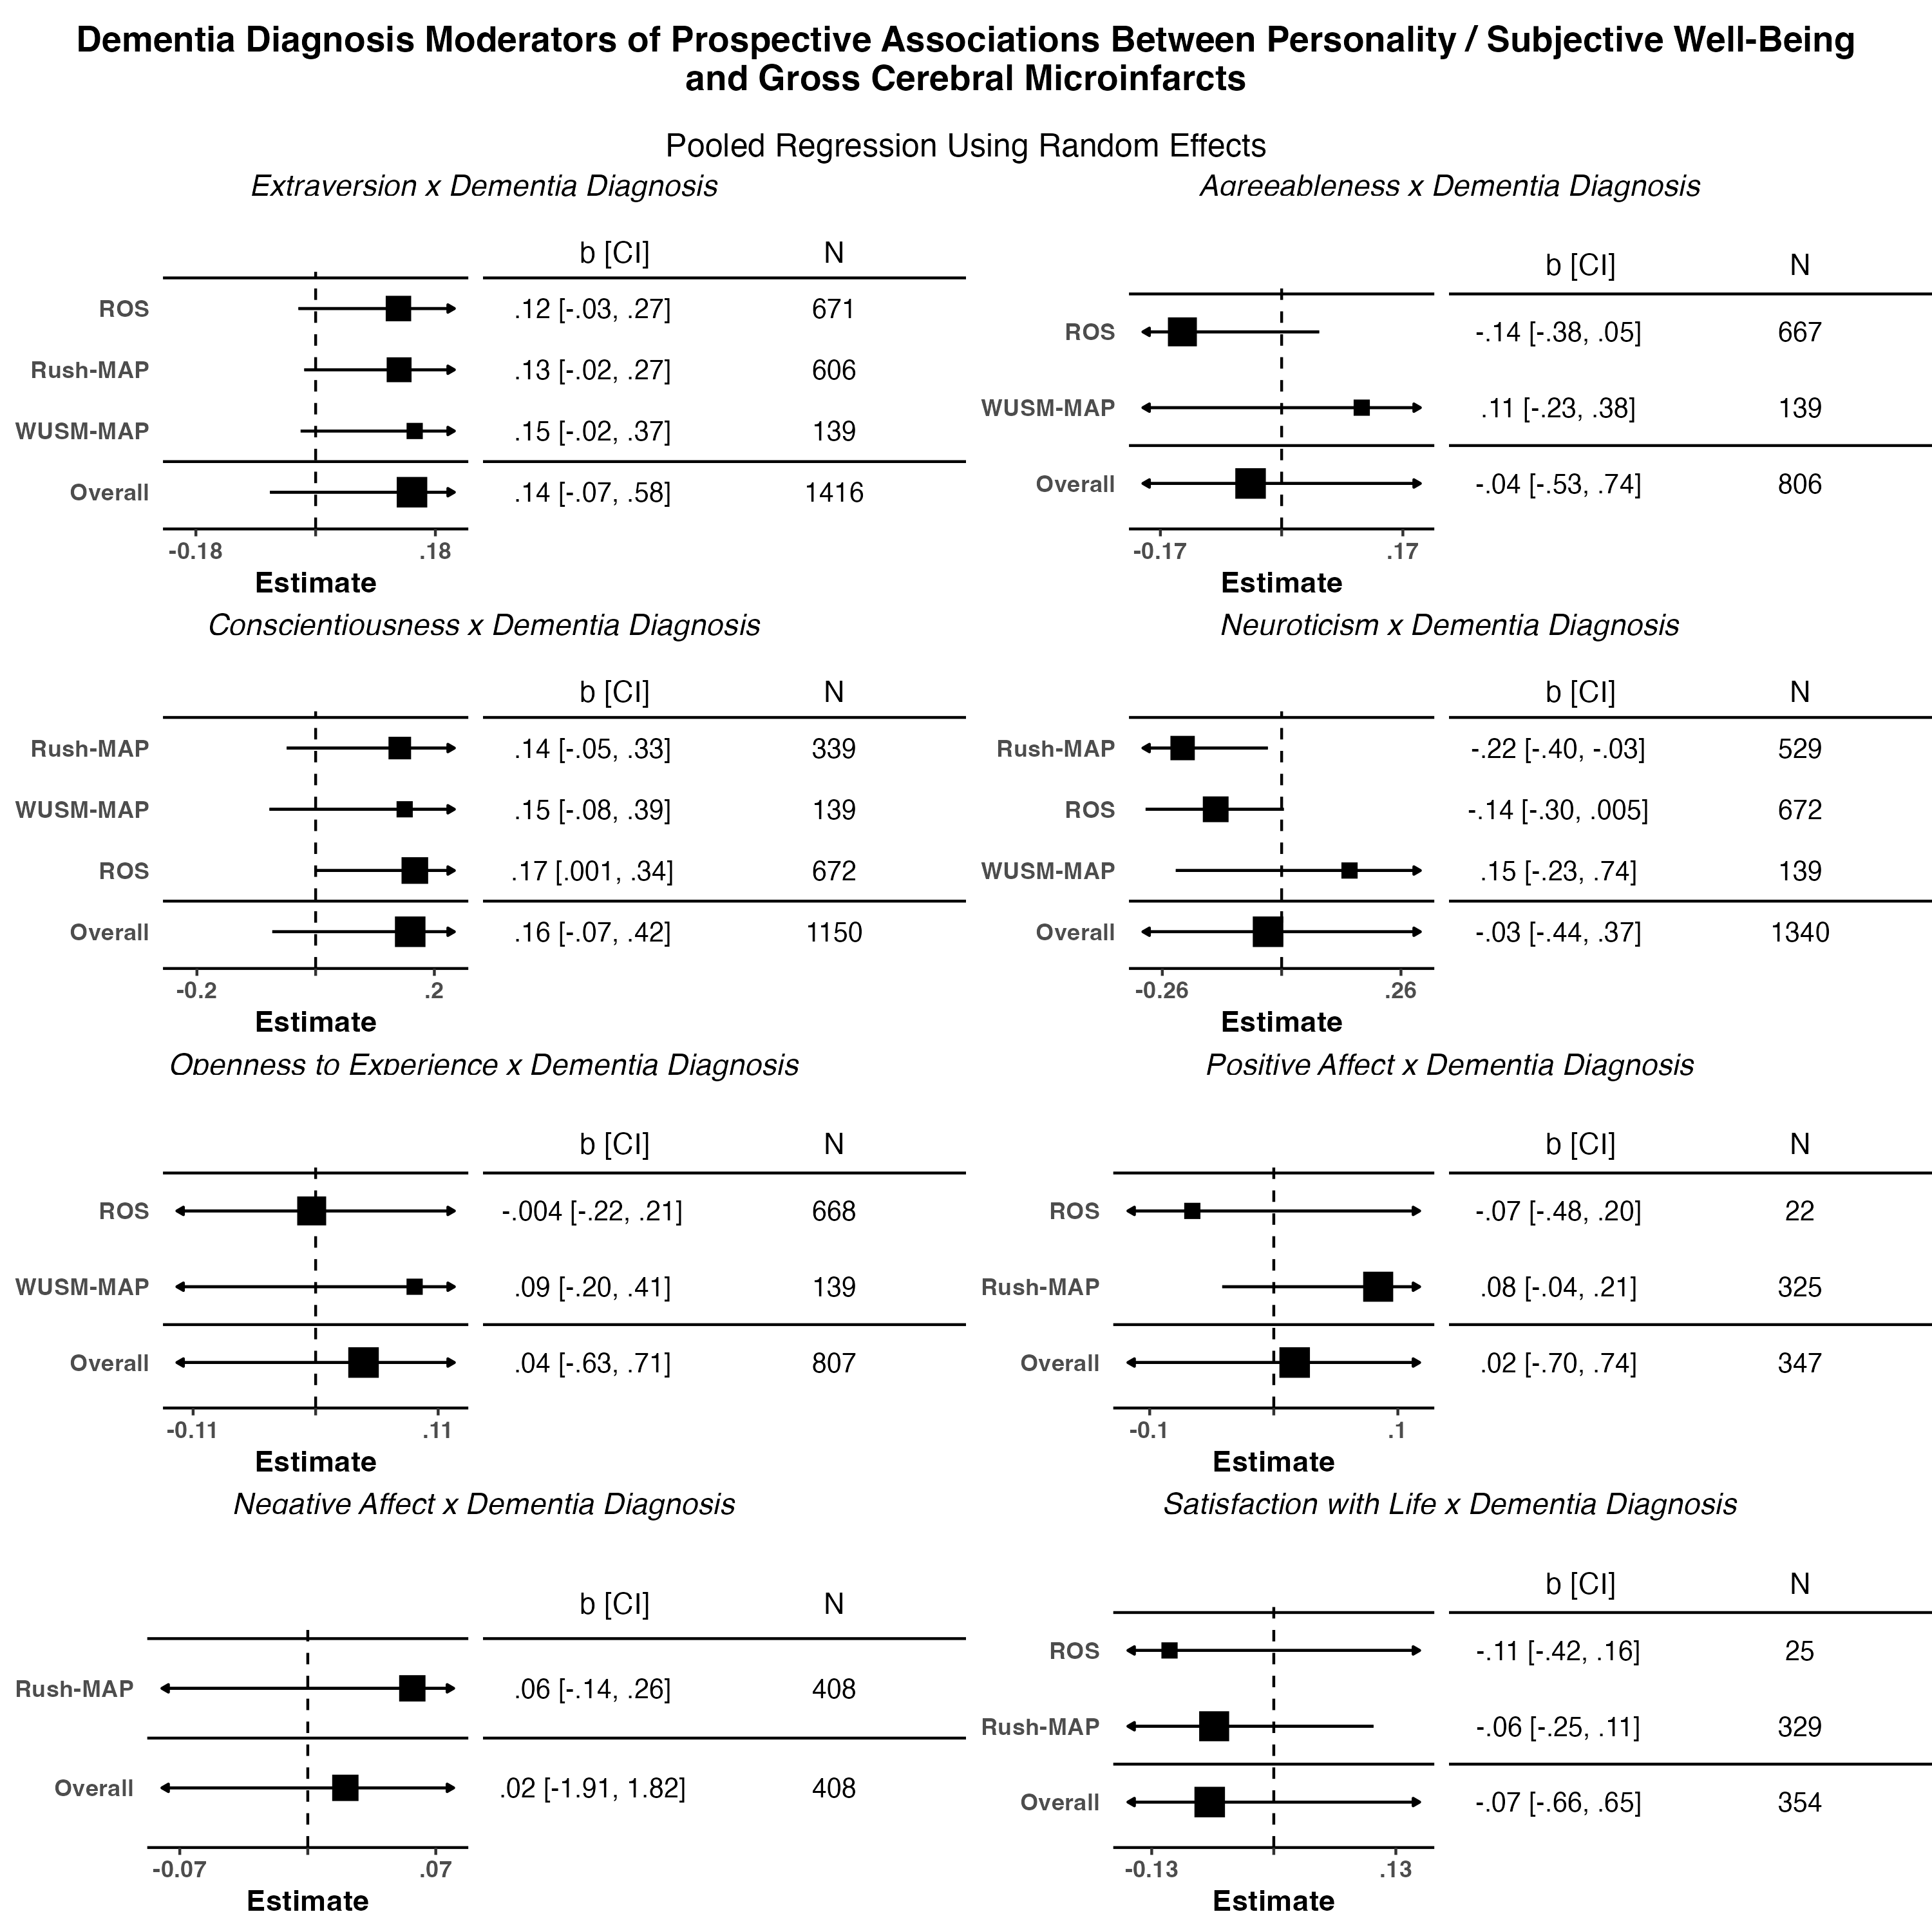 Dementia Diagnosis Moderators of Prospective Associations Between Personality / Subjective Well-Being
and Gross Cerebral Microinfarcts
Pooled Regression Using Random Effects
Extraversion x Dementia Diagnosis
b [CI] N
ROS .12 [-.03, .27] 671
Rush-MAP .13 [-.02, .27] 606
WUSM-MAP .15 [-.02, .37] 139
Overall .14 [-.07, .58] 1416
-0.18 .18
Estimate
Agreeableness x Dementia Diagnosis
b [CI] N
ROS -.14 [-.38, .05] 667
WUSM-MAP .11 [-.23, .38] 139
Overall -.04 [-.53, .74] 806
-0.17 .17
Estimate
Conscientiousness x Dementia Diagnosis
b [CI] N
Rush-MAP .14 [-.05, .33] 339
WUSM-MAP .15 [-.08, .39] 139
ROS .17 [.001, .34] 672
Overall .16 [-.07, .42] 1150
-0.2 .2
Estimate
Neuroticism x Dementia Diagnosis
b [CI] N
Rush-MAP -.22 [-.40, -.03] 529
ROS -.14 [-.30, .005] 672
WUSM-MAP .15 [-.23, .74] 139
Overall -.03 [-.44, .37] 1340
-0.26 .26
Estimate
Openness to Experience x Dementia Diagnosis
b [CI] N
ROS -.004 [-.22, .21] 668
WUSM-MAP .09 [-.20, .41] 139
Overall .04 [-.63, .71] 807
-0.11 .11
Estimate
Positive Affect x Dementia Diagnosis
b [CI] N
ROS -.07 [-.48, .20] 22
Rush-MAP .08 [-.04, .21] 325
Overall .02 [-.70, .74] 347
-0.1 .1
Estimate
Negative Affect x Dementia Diagnosis
b [CI] N
Rush-MAP .06 [-.14, .26] 408
Overall .02 [-1.91, 1.82] 408
-0.07 .07
Estimate
Satisfaction with Life x Dementia Diagnosis
b [CI] N
ROS -.11 [-.42, .16] 25
Rush-MAP -.06 [-.25, .11] 329
Overall -.07 [-.66, .65] 354
-0.13 .13
Estimate